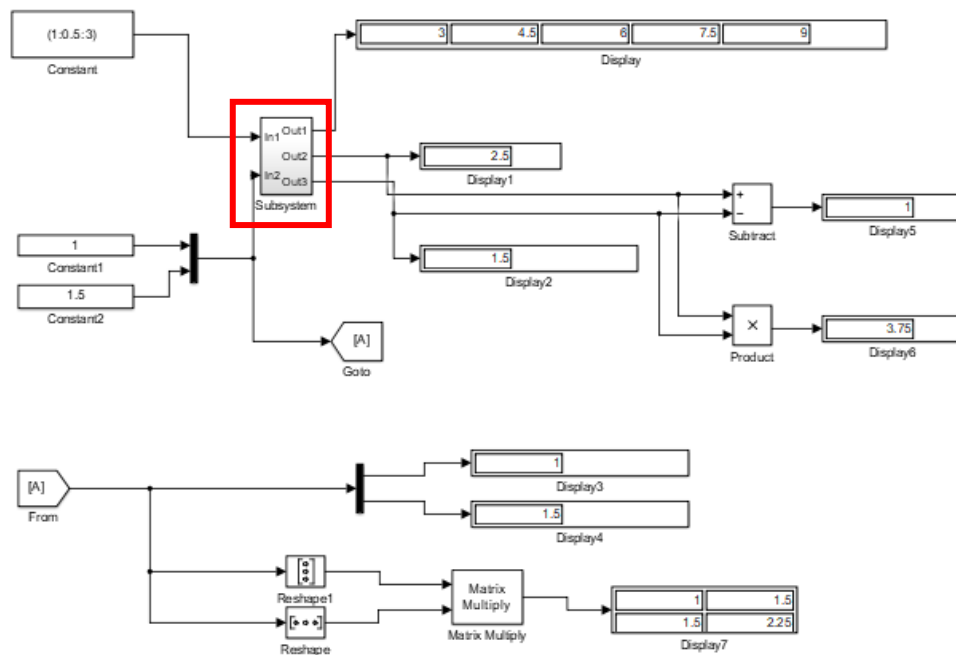 (1:0.5:3)
Constant
3 4.5 6 7.5 9
Display
In1 Out1
Out2
In2 Out3
Subsystem
2.5
Display1
1
Constant1
1.5
Constant2
1.5
Display2
+
−
Subtract
1
Display5
[A]
Goto
×
Product
3.75
Display6
[A]
From
1
Display3
1.5
Display4
Reshape1
Reshape
Matrix
Multiply
Matrix Multiply
1 1.5
1.5 2.25
Display7